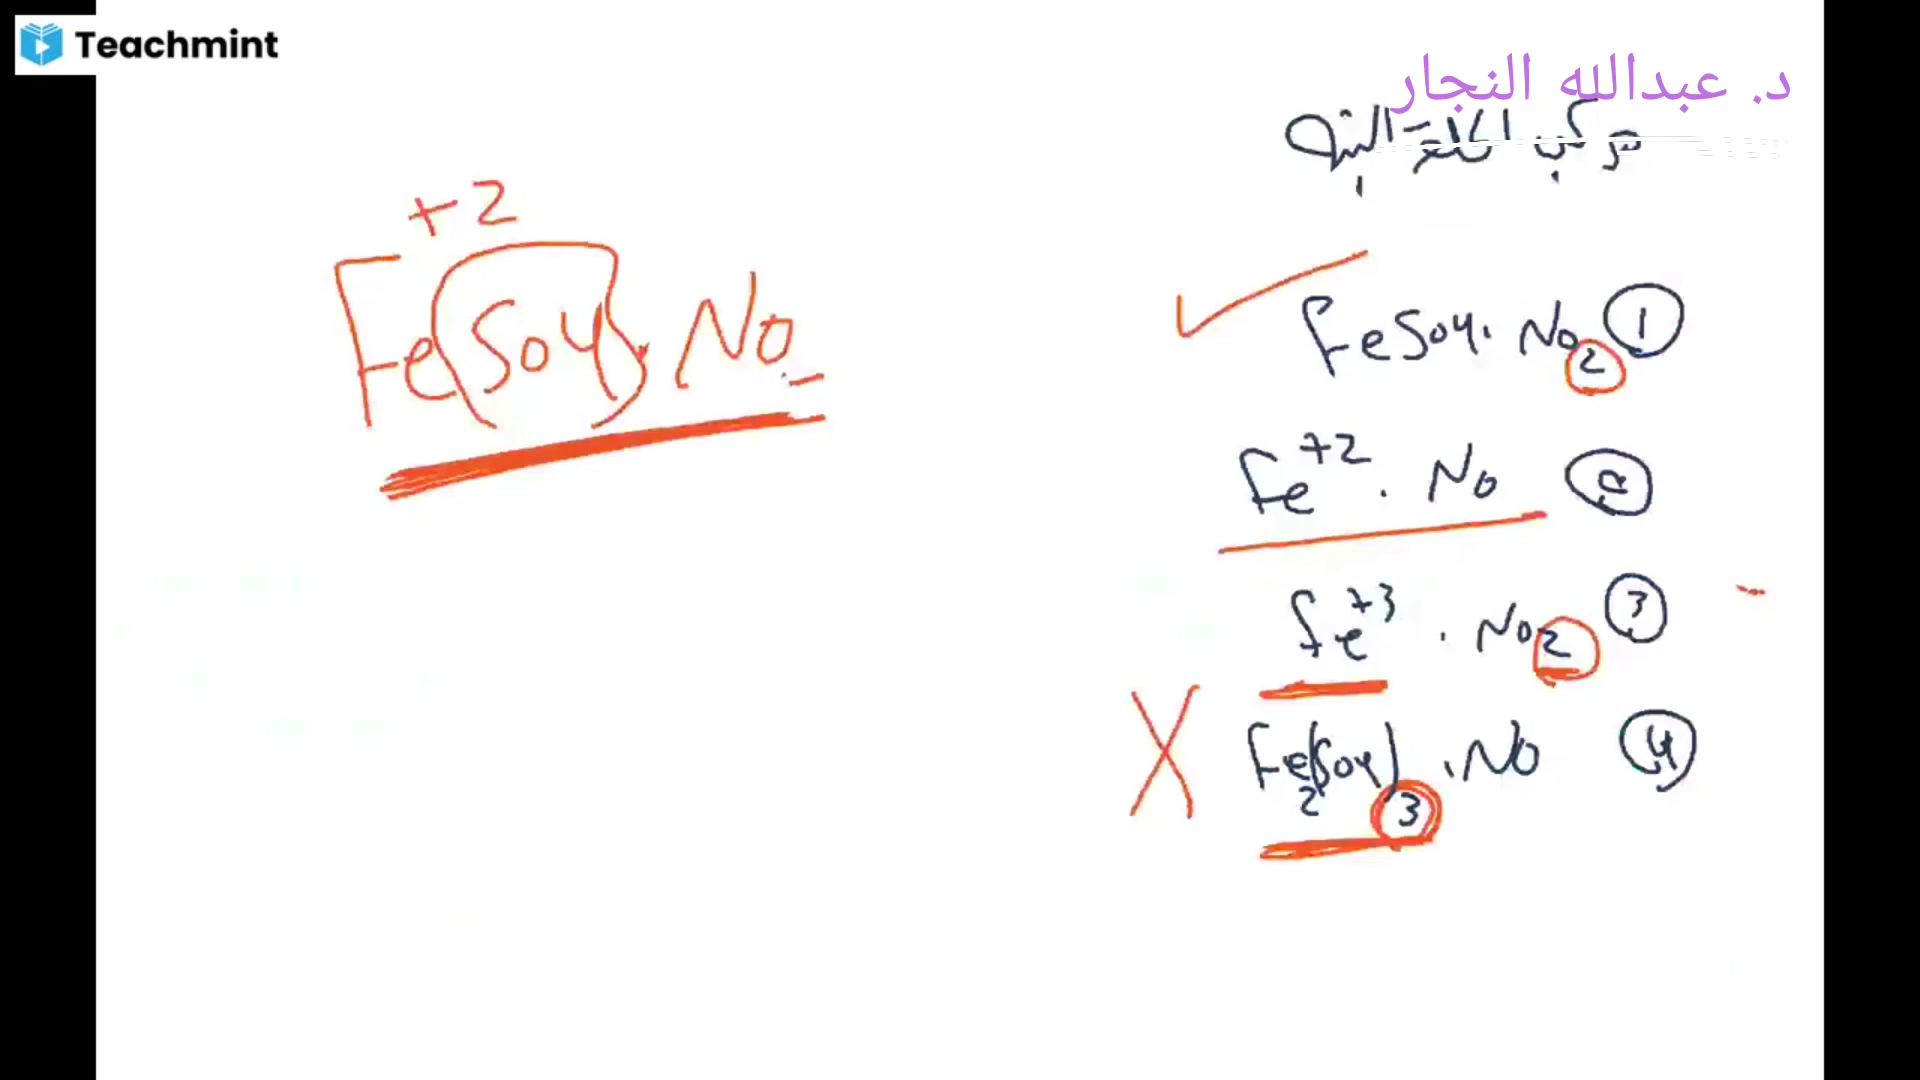 Teachmint
د. عبدالله النجار
مركب الحلقة البنية
+2
Fe(SO4).NO
FeSO4.NO2 ①
Fe+2 . NO ②
Fe+3 . NO2 ③
Fe2(SO4)3 .NO ④